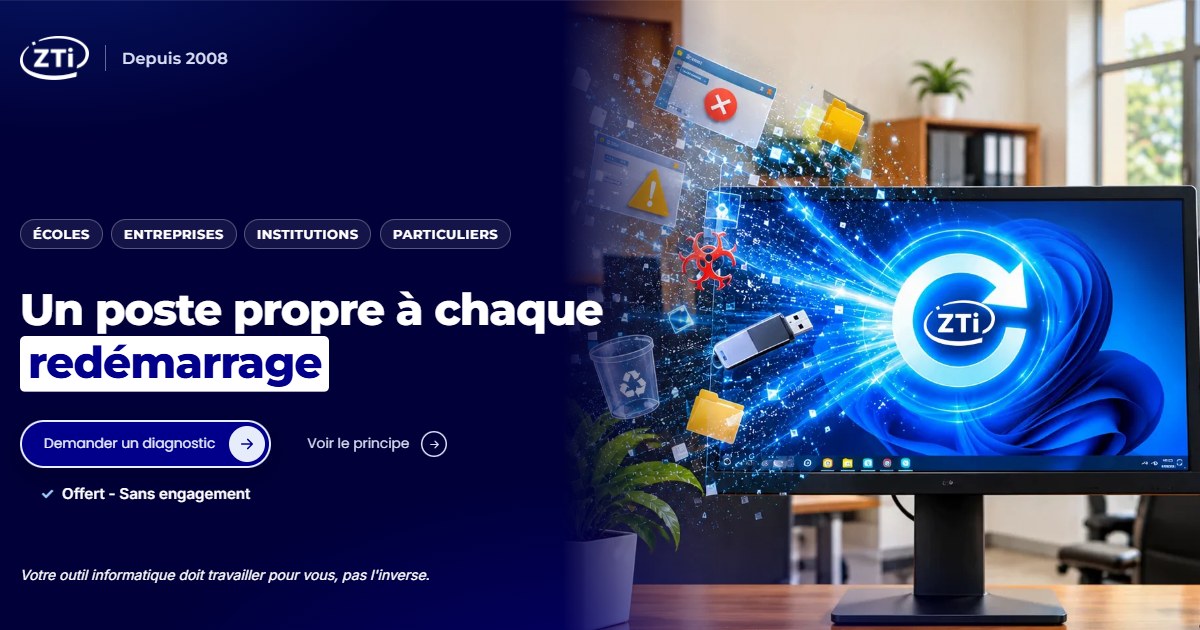 ZTi
Depuis 2008
ÉCOLES
ENTREPRISES
INSTITUTIONS
PARTICULIERS
Un poste propre à chaque
redémarrage
Demander un diagnostic
Voir le principe
Offert - Sans engagement
Votre outil informatique doit travailler pour vous, pas l'inverse.
ZTi